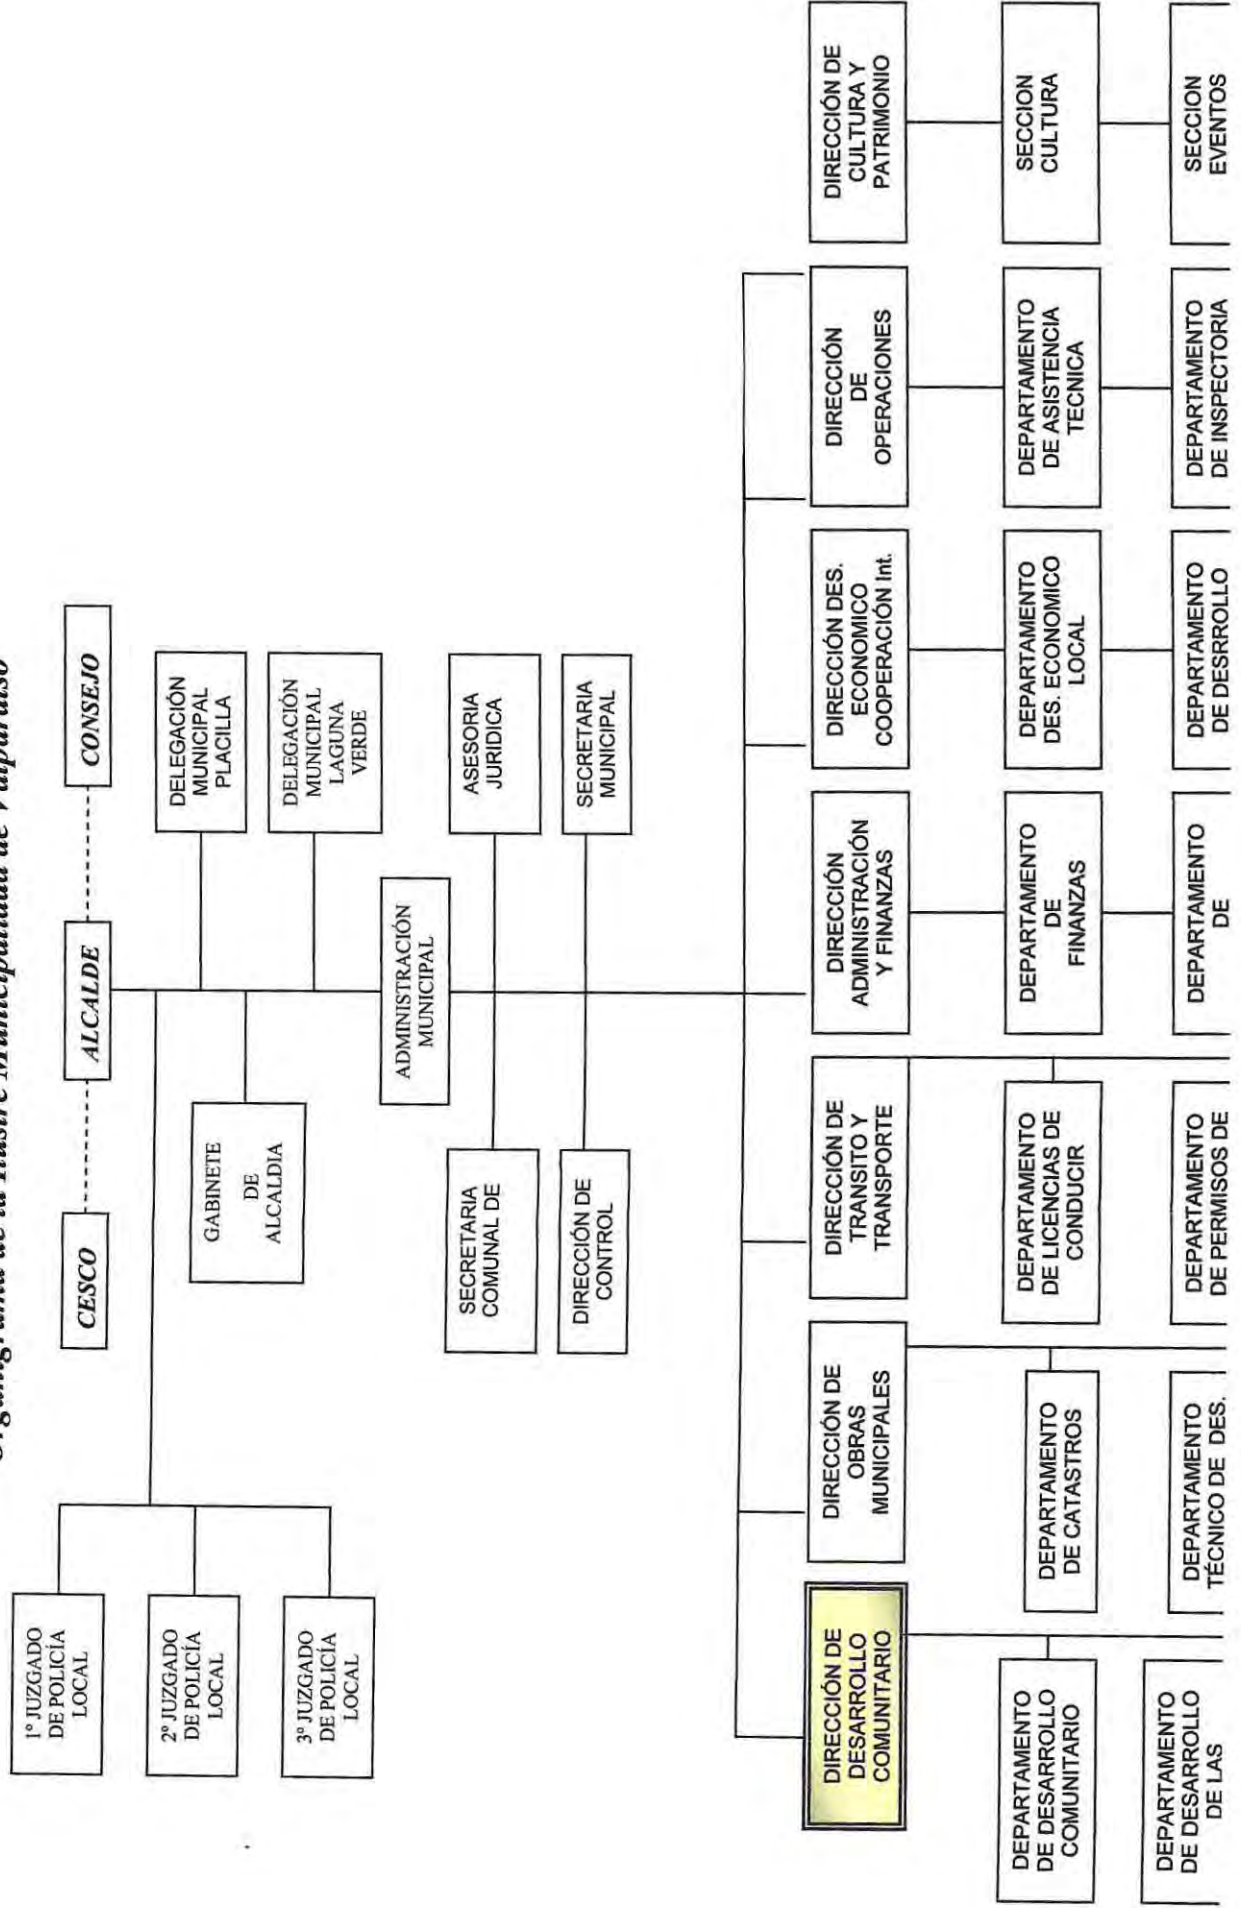 Organigrama de la Ilustre Municipalidad de Valparaíso
CESCO
ALCALDE
CONSEJO
1º JUZGADO
DE POLICÍA
LOCAL
2º JUZGADO
DE POLICÍA
LOCAL
3º JUZGADO
DE POLICÍA
LOCAL
DELEGACIÓN
MUNICIPAL
PLACILLA
GABINETE
DE
ALCALDIA
DELEGACIÓN
MUNICIPAL
LAGUNA
VERDE
ADMINISTRACIÓN
MUNICIPAL
SECRETARIA
COMUNAL DE
ASESORIA
JURIDICA
DIRECCIÓN DE
CONTROL
SECRETARIA
MUNICIPAL
DIRECCIÓN DE
DESARROLLO
COMUNITARIO
DIRECCIÓN DE
OBRAS
MUNICIPALES
DIRECCIÓN DE
TRANSITO Y
TRANSPORTE
DIRECCIÓN
ADMINISTRACIÓN
Y FINANZAS
DIRECCIÓN DES.
ECONOMICO
COOPERACIÓN Int.
DIRECCIÓN
DE
OPERACIONES
DIRECCIÓN DE
CULTURA Y
PATRIMONIO
DEPARTAMENTO
DE DESARROLLO
COMUNITARIO
DEPARTAMENTO
DE CATASTROS
DEPARTAMENTO
DE LICENCIAS DE
CONDUCIR
DEPARTAMENTO
DE
FINANZAS
DEPARTAMENTO
DES. ECONOMICO
LOCAL
DEPARTAMENTO
DE ASISTENCIA
TECNICA
SECCION
CULTURA
DEPARTAMENTO
DE DESARROLLO
DE LAS
DEPARTAMENTO
TÉCNICO DE DES.
DEPARTAMENTO
DE PERMISOS DE
DEPARTAMENTO
DE
DEPARTAMENTO
DE DESRROLLO
DEPARTAMENTO
DE INSPECTORIA
SECCION
EVENTOS